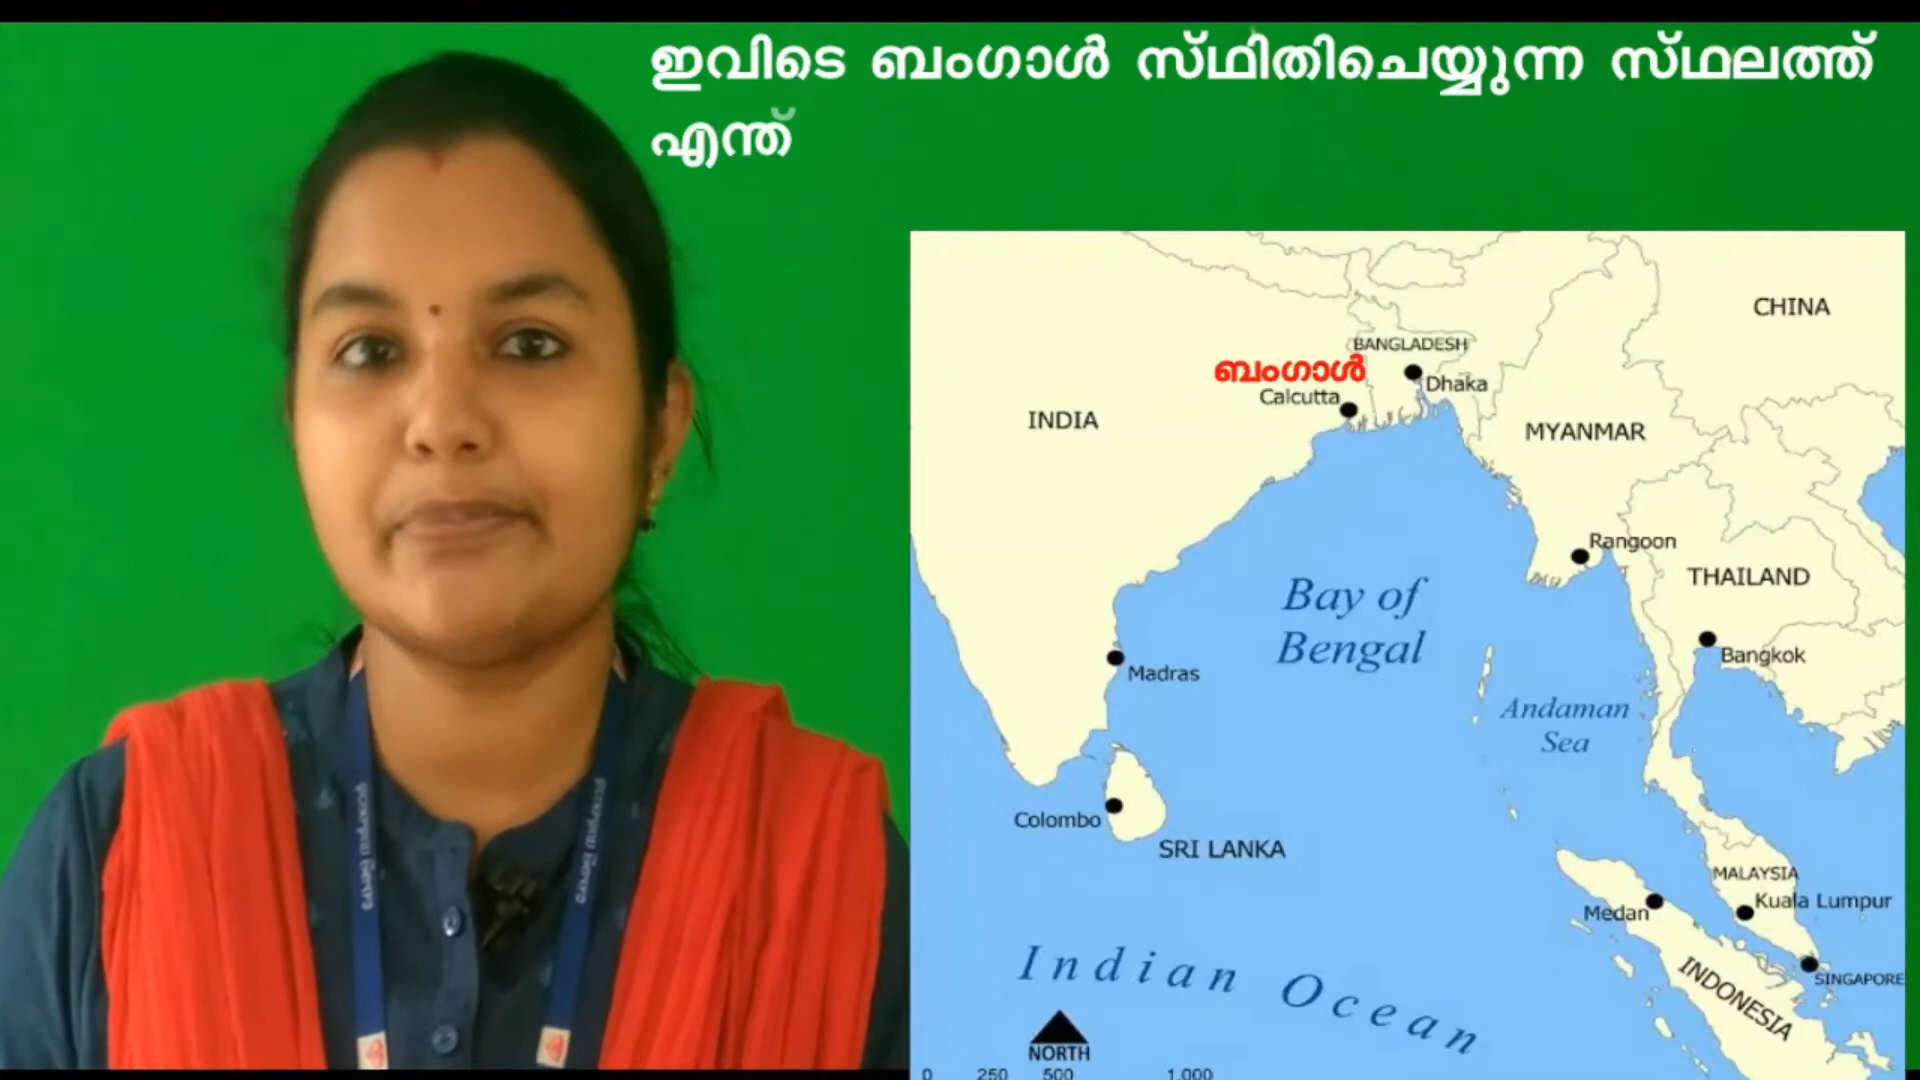 ഇവിടെ ബംഗാൾ സ്ഥിതിചെയ്യുന്ന സ്ഥലത്ത്
എന്ത്
CHINA
BANGLADESH
ബംഗാൾ
Dhaka
Calcutta
INDIA
MYANMAR
Rangoon
THAILAND
Bay of
Bengal
Bangkok
Madras
Andaman
Sea
Colombo
SRI LANKA
MALAYSIA
Kuala Lumpur
Medan
Indian Ocean
SINGAPORE
INDONESIA
NORTH
0 250 500 1,000